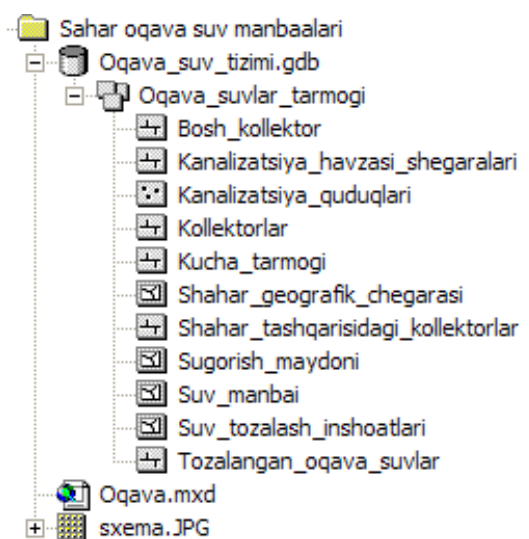 Sahar oqava suv manbaalari
Oqava_suv_tizimi.gdb
Oqava_suvlar_tarmogi
Bosh_kollektor
Kanalizatsiya_havzasi_shegaralari
Kanalizatsiya_quduqlari
Kollektorlar
Kucha_tarmogi
Shahar_geografik_chegarasi
Shahar_tashqarisidagi_kollektorlar
Sugorish_maydoni
Suv_manbai
Suv_tozalash_inshoatlari
Tozalangan_oqava_suvlar
Oqava.mxd
sxema.JPG